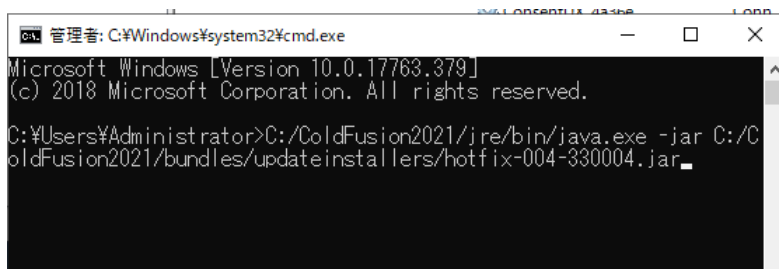 管理者: C:¥Windows¥system32¥cmd.exe
Microsoft Windows [Version 10.0.17763.379]
(c) 2018 Microsoft Corporation. All rights reserved.
C:¥Users¥Administrator>C:/ColdFusion2021/jre/bin/java.exe -jar C:/C
oldFusion2021/bundles/updateinstallers/hotfix-004-330004.jar